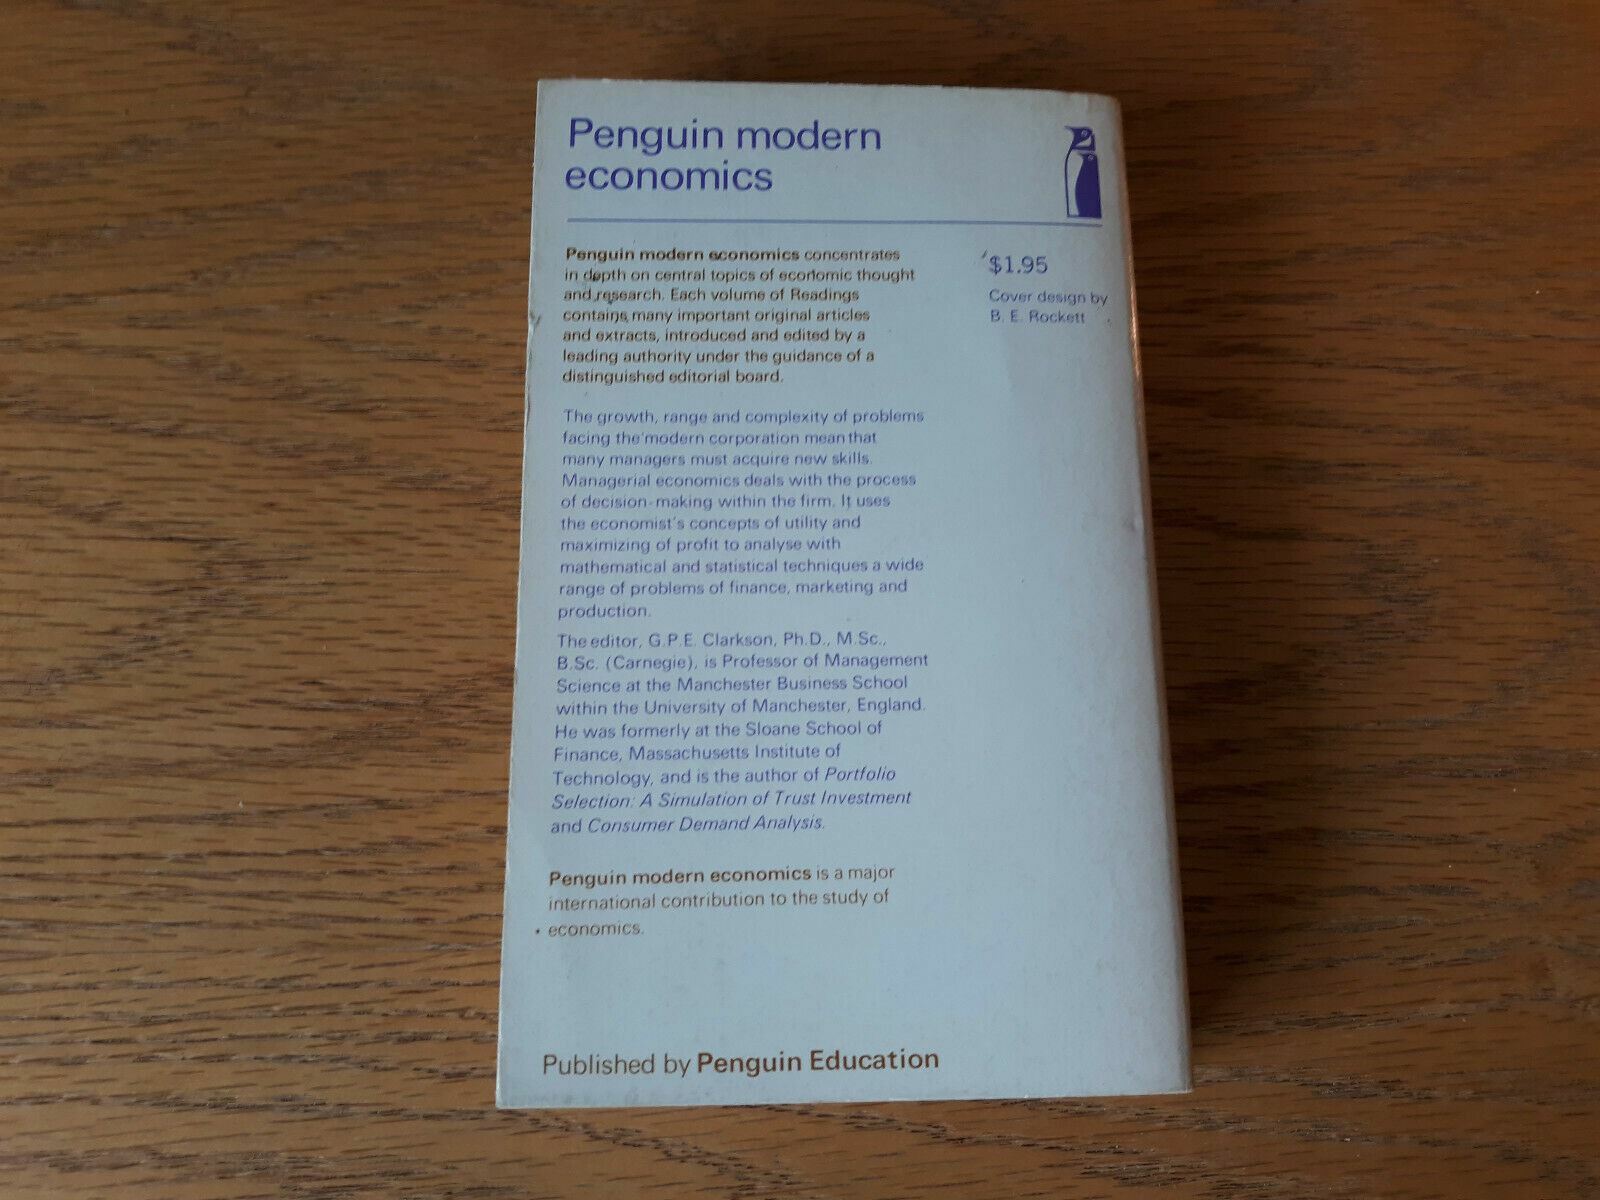 Penguin modern
economics
Penguin modern economics concentrates
in depth on central topics of economic thought
and research. Each volume of Readings
contains many important original articles
and extracts, introduced and edited by a
leading authority under the guidance of a
distinguished editorial board.
$1.95
Cover design by
B. E. Rockett
The growth, range and complexity of problems
facing the modern corporation mean that
many managers must acquire new skills.
Managerial economics deals with the process
of decision-making within the firm. It uses
the economist's concepts of utility and
maximizing of profit to analyse with
mathematical and statistical techniques a wide
range of problems of finance, marketing and
production.
The editor, G.P.E. Clarkson, Ph.D., M.Sc.,
B.Sc. (Carnegie), is Professor of Management
Science at the Manchester Business School
within the University of Manchester, England.
He was formerly at the Sloane School of
Finance, Massachusetts Institute of
Technology, and is the author of Portfolio
Selection: A Simulation of Trust Investment
and Consumer Demand Analysis.
Penguin modern economics is a major
international contribution to the study of
economics.
Published by Penguin Education